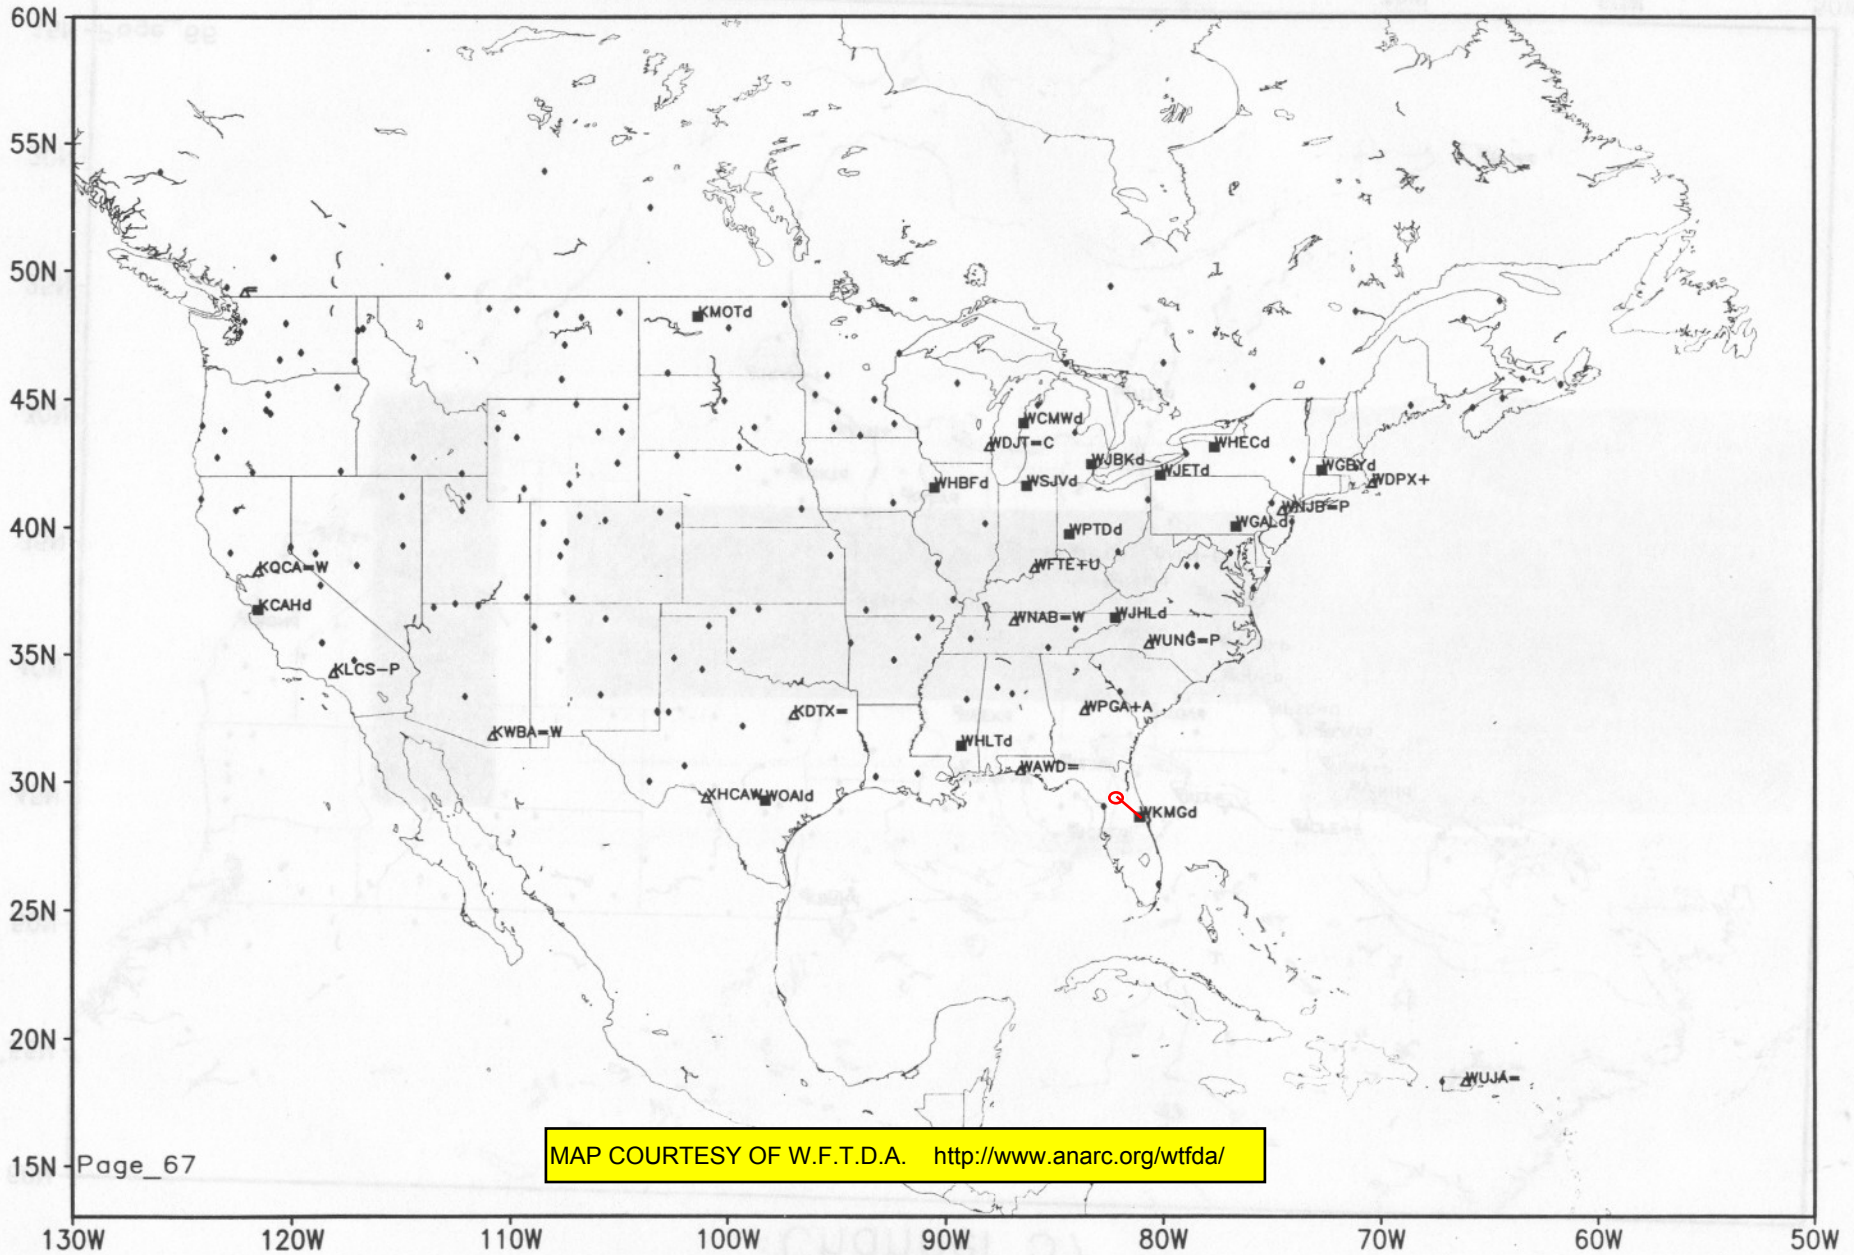 60N
55N
50N
45N
40N
35N
30N
25N
20N
15N
KMOTd
WCMWd
WDJT=C
WHECd
WJBKd
WJETd
WGBYd
WDPX+
WHBFd
WSJVd
WNJB=P
WGALd
WPTDd
WFTE+U
KQCA=W
KCAHd
WNAB=W
WJHLd
WUNG=P
KLCS-P
KDTX=
WPGA+A
KWBA=W
WHLTd
WAWD=
XHCAW
WOAId
WKMGd
WUJA=
Page_67
MAP COURTESY OF W.F.T.D.A. http://www.anarc.org/wtfda/
130W 120W 110W 100W 90W 80W 70W 60W 50W